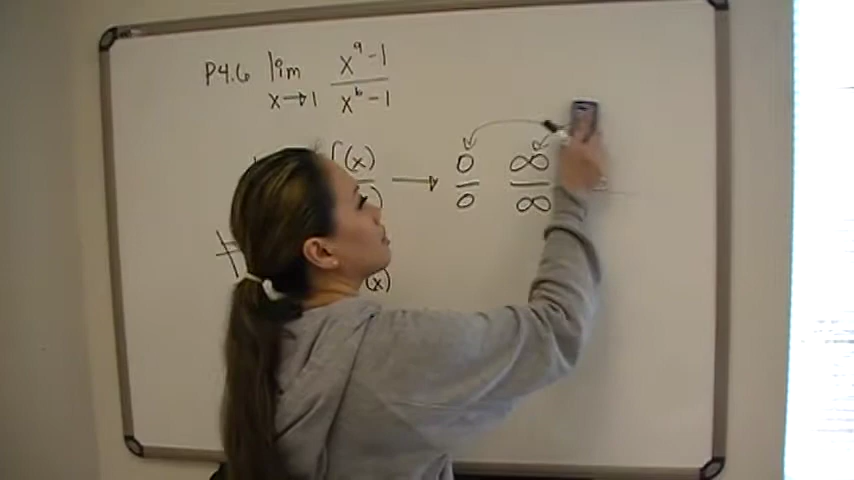 P4.6 lim x→1 (x^a - 1)/(x^b - 1)
f(x) → 0/0 ∞/∞
(x)